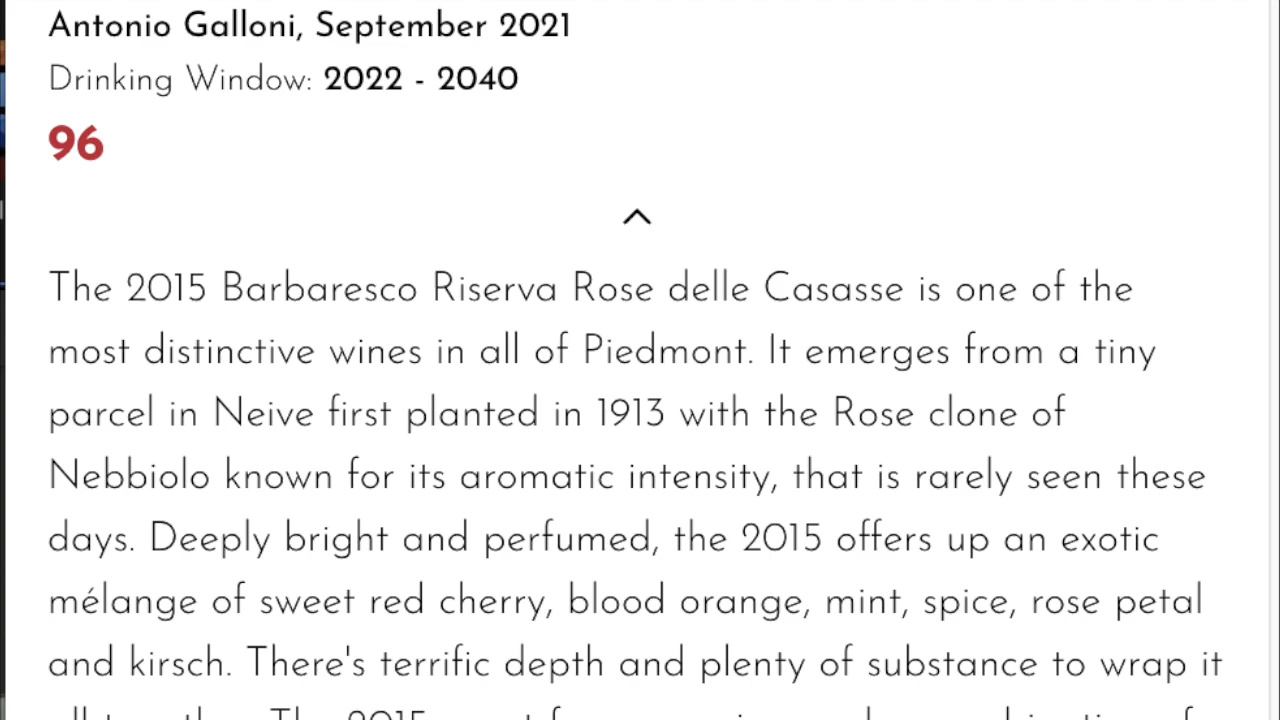 Antonio Galloni, September 2021
Drinking Window: 2022 - 2040
96
The 2015 Barbaresco Riserva Rose delle Casasse is one of the
most distinctive wines in all of Piedmont. It emerges from a tiny
parcel in Neive first planted in 1913 with the Rose clone of
Nebbiolo known for its aromatic intensity, that is rarely seen these
days. Deeply bright and perfumed, the 2015 offers up an exotic
mélange of sweet red cherry, blood orange, mint, spice, rose petal
and kirsch. There's terrific depth and plenty of substance to wrap it